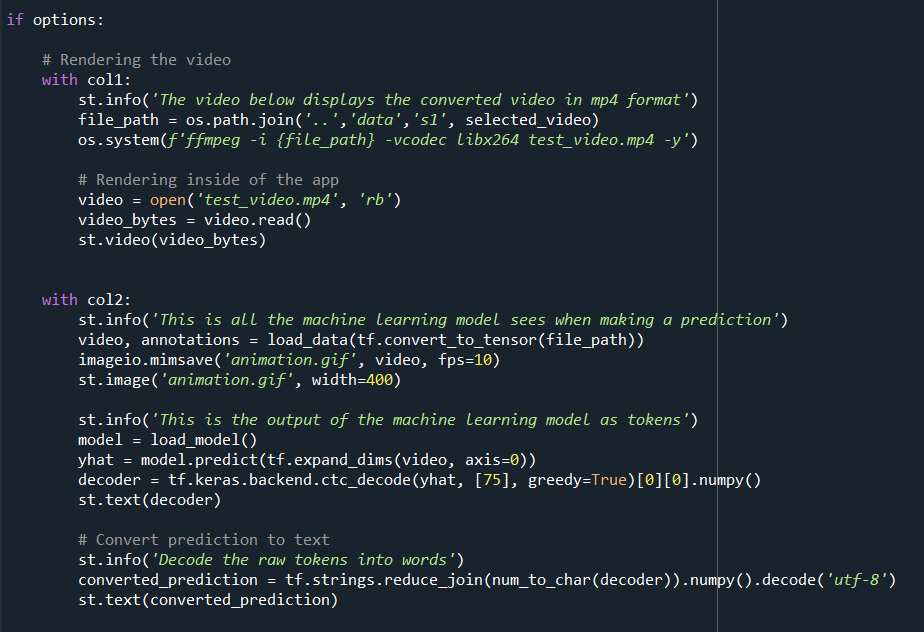 if options:
# Rendering the video
with col1:
st.info('The video below displays the converted video in mp4 format')
file_path = os.path.join('..','data','s1', selected_video)
os.system(f'ffmpeg -i {file_path} -vcodec libx264 test_video.mp4 -y')
# Rendering inside of the app
video = open('test_video.mp4', 'rb')
video_bytes = video.read()
st.video(video_bytes)
with col2:
st.info('This is all the machine learning model sees when making a prediction')
video, annotations = load_data(tf.convert_to_tensor(file_path))
imageio.mimsave('animation.gif', video, fps=10)
st.image('animation.gif', width=400)
st.info('This is the output of the machine learning model as tokens')
model = load_model()
yhat = model.predict(tf.expand_dims(video, axis=0))
decoder = tf.keras.backend.ctc_decode(yhat, [75], greedy=True)[0][0].numpy()
st.text(decoder)
# Convert prediction to text
st.info('Decode the raw tokens into words')
converted_prediction = tf.strings.reduce_join(num_to_char(decoder)).numpy().decode('utf-8')
st.text(converted_prediction)